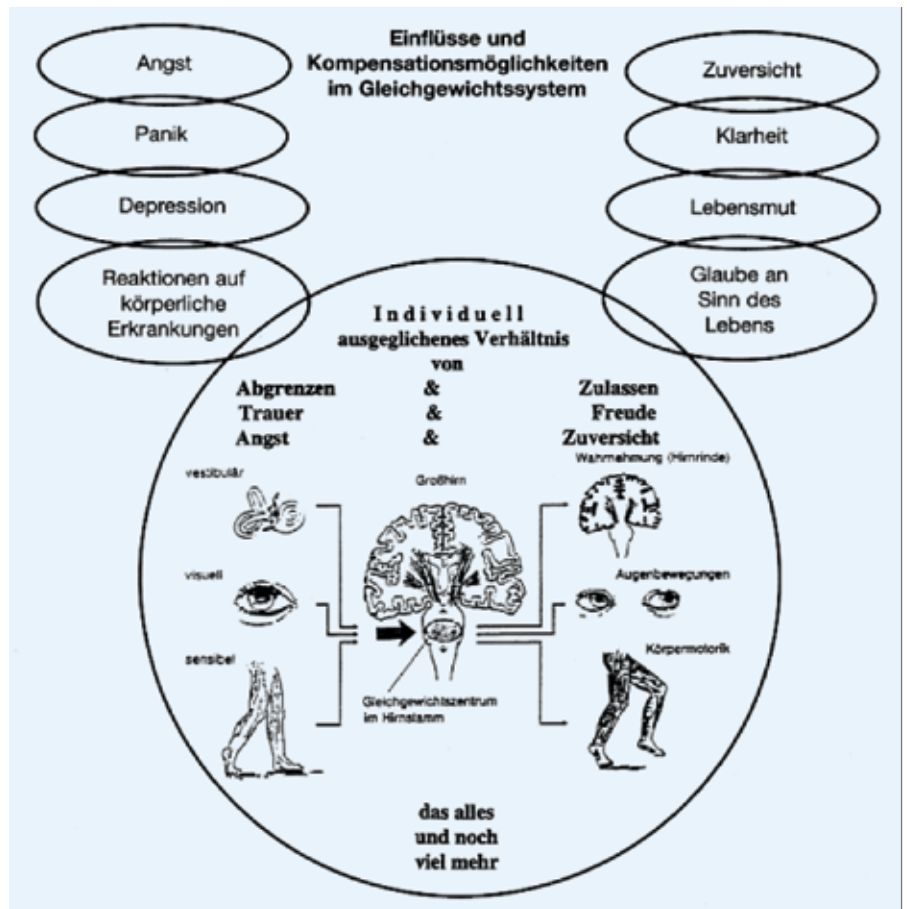 Einflüsse und
Kompensationsmöglichkeiten
im Gleichgewichtssystem
Angst
Panik
Depression
Reaktionen auf
körperliche
Erkrankungen
Zuversicht
Klarheit
Lebensmut
Glaube an
Sinn des
Lebens
Individuell
ausgeglichenes Verhältnis
von
Abgrenzen & Zulassen
Trauer & Freude
Angst & Zuversicht
vestibulär
Großhirn
Wahrnehmung (Hirnrinde)
visuell
Augenbewegungen
sensibel
Körpermotorik
Gleichgewichtszentrum
im Hirnstamm
das alles
und noch
viel mehr